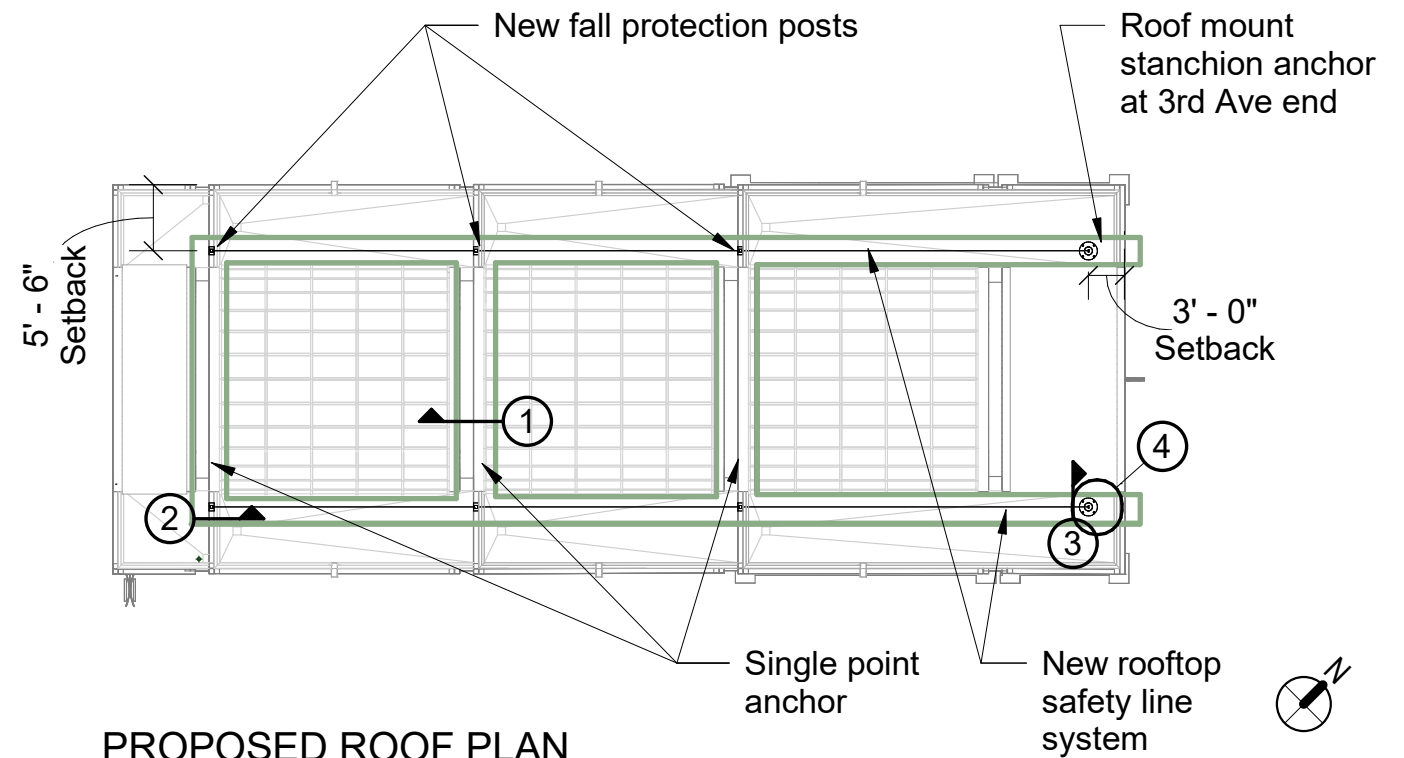 New fall protection posts
Roof mount
stanchion anchor
at 3rd Ave end
5' - 6"
Setback
3' - 0"
Setback
1
2
3
4
Single point
anchor
New rooftop
safety line
system
N
PROPOSED ROOF PLAN